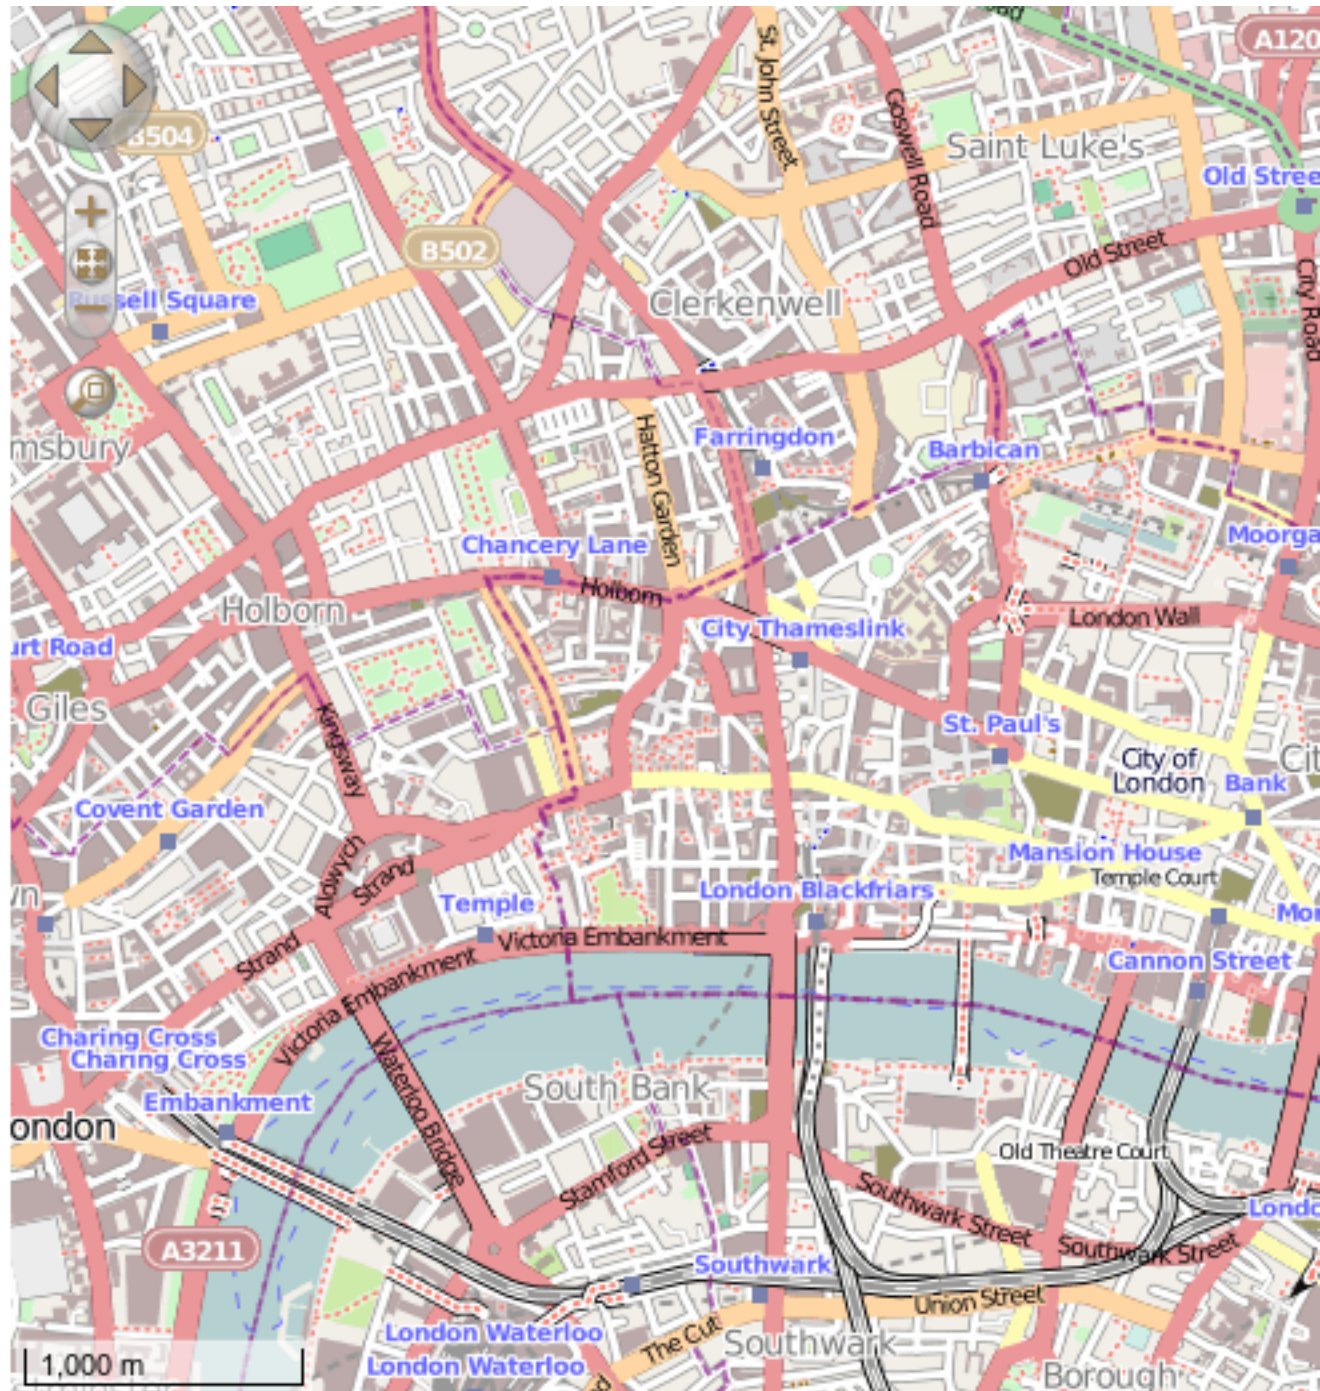 oad
A120
St. John Street
Goswell Road
B504
Saint Luke's
Old Stree
B502
Old Street
Russell Square
Clerkenwell
City Road
msbury
Hatton Garden
Farringdon
Barbican
Moorga
Chancery Lane
Holborn
Holborn
London Wall
urt Road
City Thameslink
Giles
Kingsway
St. Paul's
City of
London
Cit
Bank
Covent Garden
Aldwych
Mansion House
Strand
Temple Court
wn
Temple
London Blackfriars
Mon
Victoria Embankment
Strand
Victoria Embankment
Cannon Street
Charing Cross
Charing Cross
Waterloo Bridge
South Bank
Embankment
ondon
Stamford Street
Old Theatre Court
Southwark Street
Londo
A3211
Southwark Street
Southwark
Union Street
London Waterloo
The Cut
Southwark
1,000 m
London Waterloo
Borough